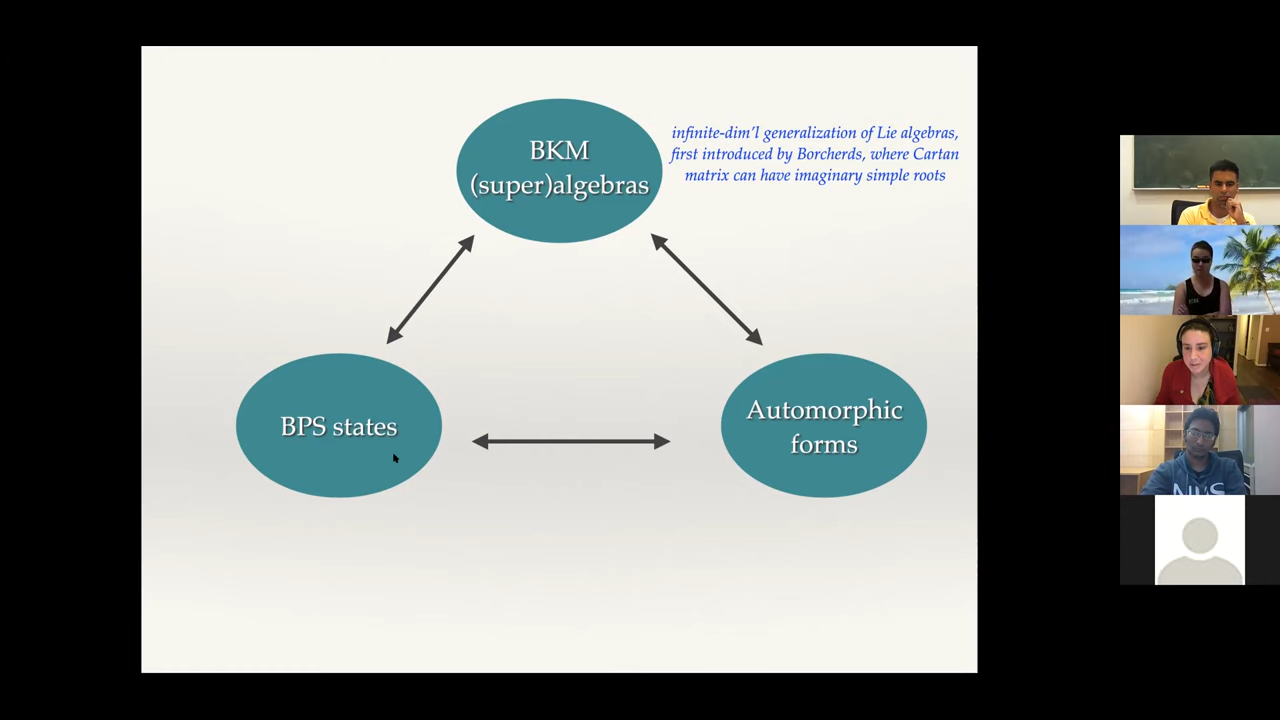 BKM
(super)algebras
infinite-dim'l generalization of Lie algebras,
first introduced by Borcherds, where Cartan
matrix can have imaginary simple roots
BPS states
Automorphic
forms